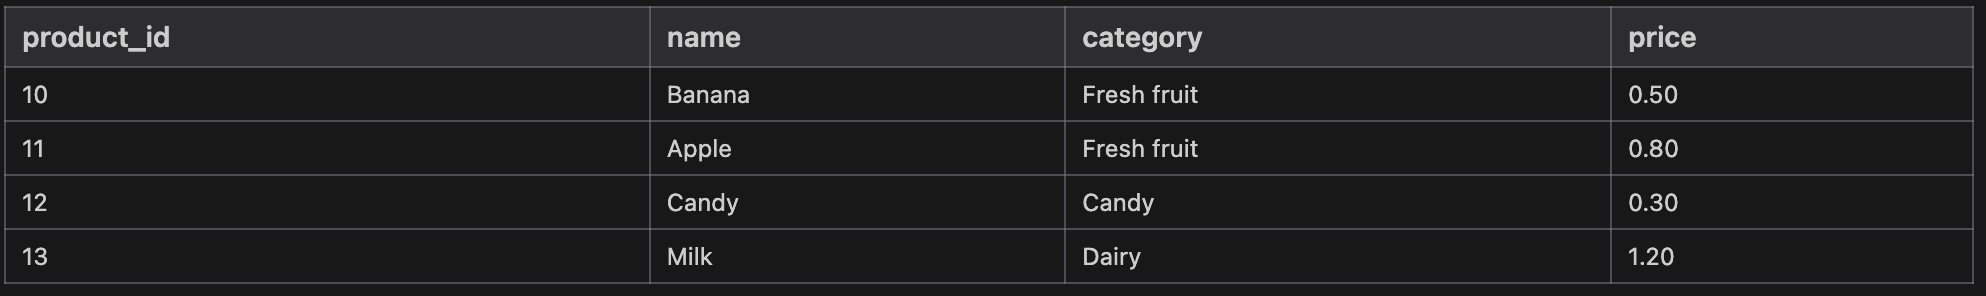 product_id name category price
10 Banana Fresh fruit 0.50
11 Apple Fresh fruit 0.80
12 Candy Candy 0.30
13 Milk Dairy 1.20